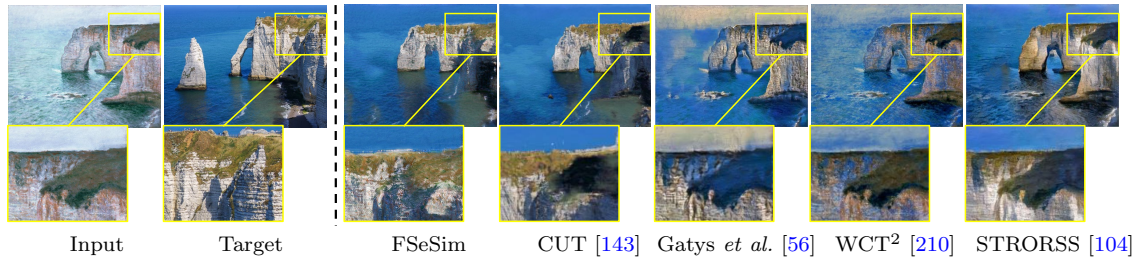 Input Target FSeSim CUT [143] Gatys et al. [56] WCT² [210] STRORSS [104]